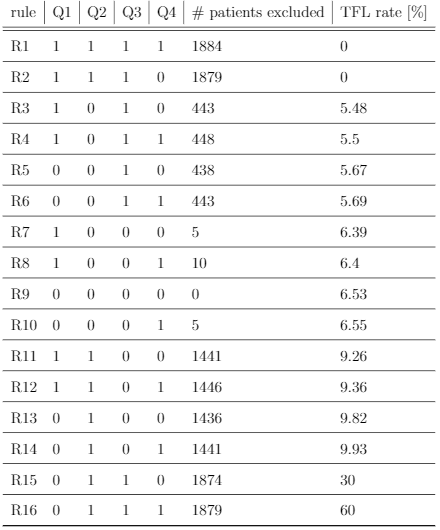 rule Q1 Q2 Q3 Q4 # patients excluded TFL rate [%]
R1 1 1 1 1 1884 0
R2 1 1 1 0 1879 0
R3 1 0 1 0 443 5.48
R4 1 0 1 1 448 5.5
R5 0 0 1 0 438 5.67
R6 0 0 1 1 443 5.69
R7 1 0 0 0 5 6.39
R8 1 0 0 1 10 6.4
R9 0 0 0 0 0 6.53
R10 0 0 0 1 5 6.55
R11 1 1 0 0 1441 9.26
R12 1 1 0 1 1446 9.36
R13 0 1 0 0 1436 9.82
R14 0 1 0 1 1441 9.93
R15 0 1 1 0 1874 30
R16 0 1 1 1 1879 60